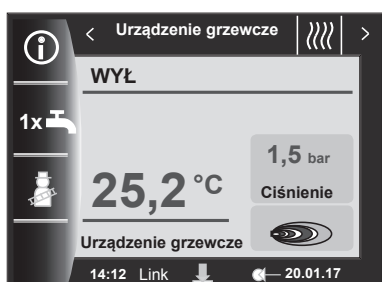 Urządzenie grzewcze
WYŁ
1x
1,5 bar
25,2 °C
Ciśnienie
Urządzenie grzewcze
14:12 Link 20.01.17